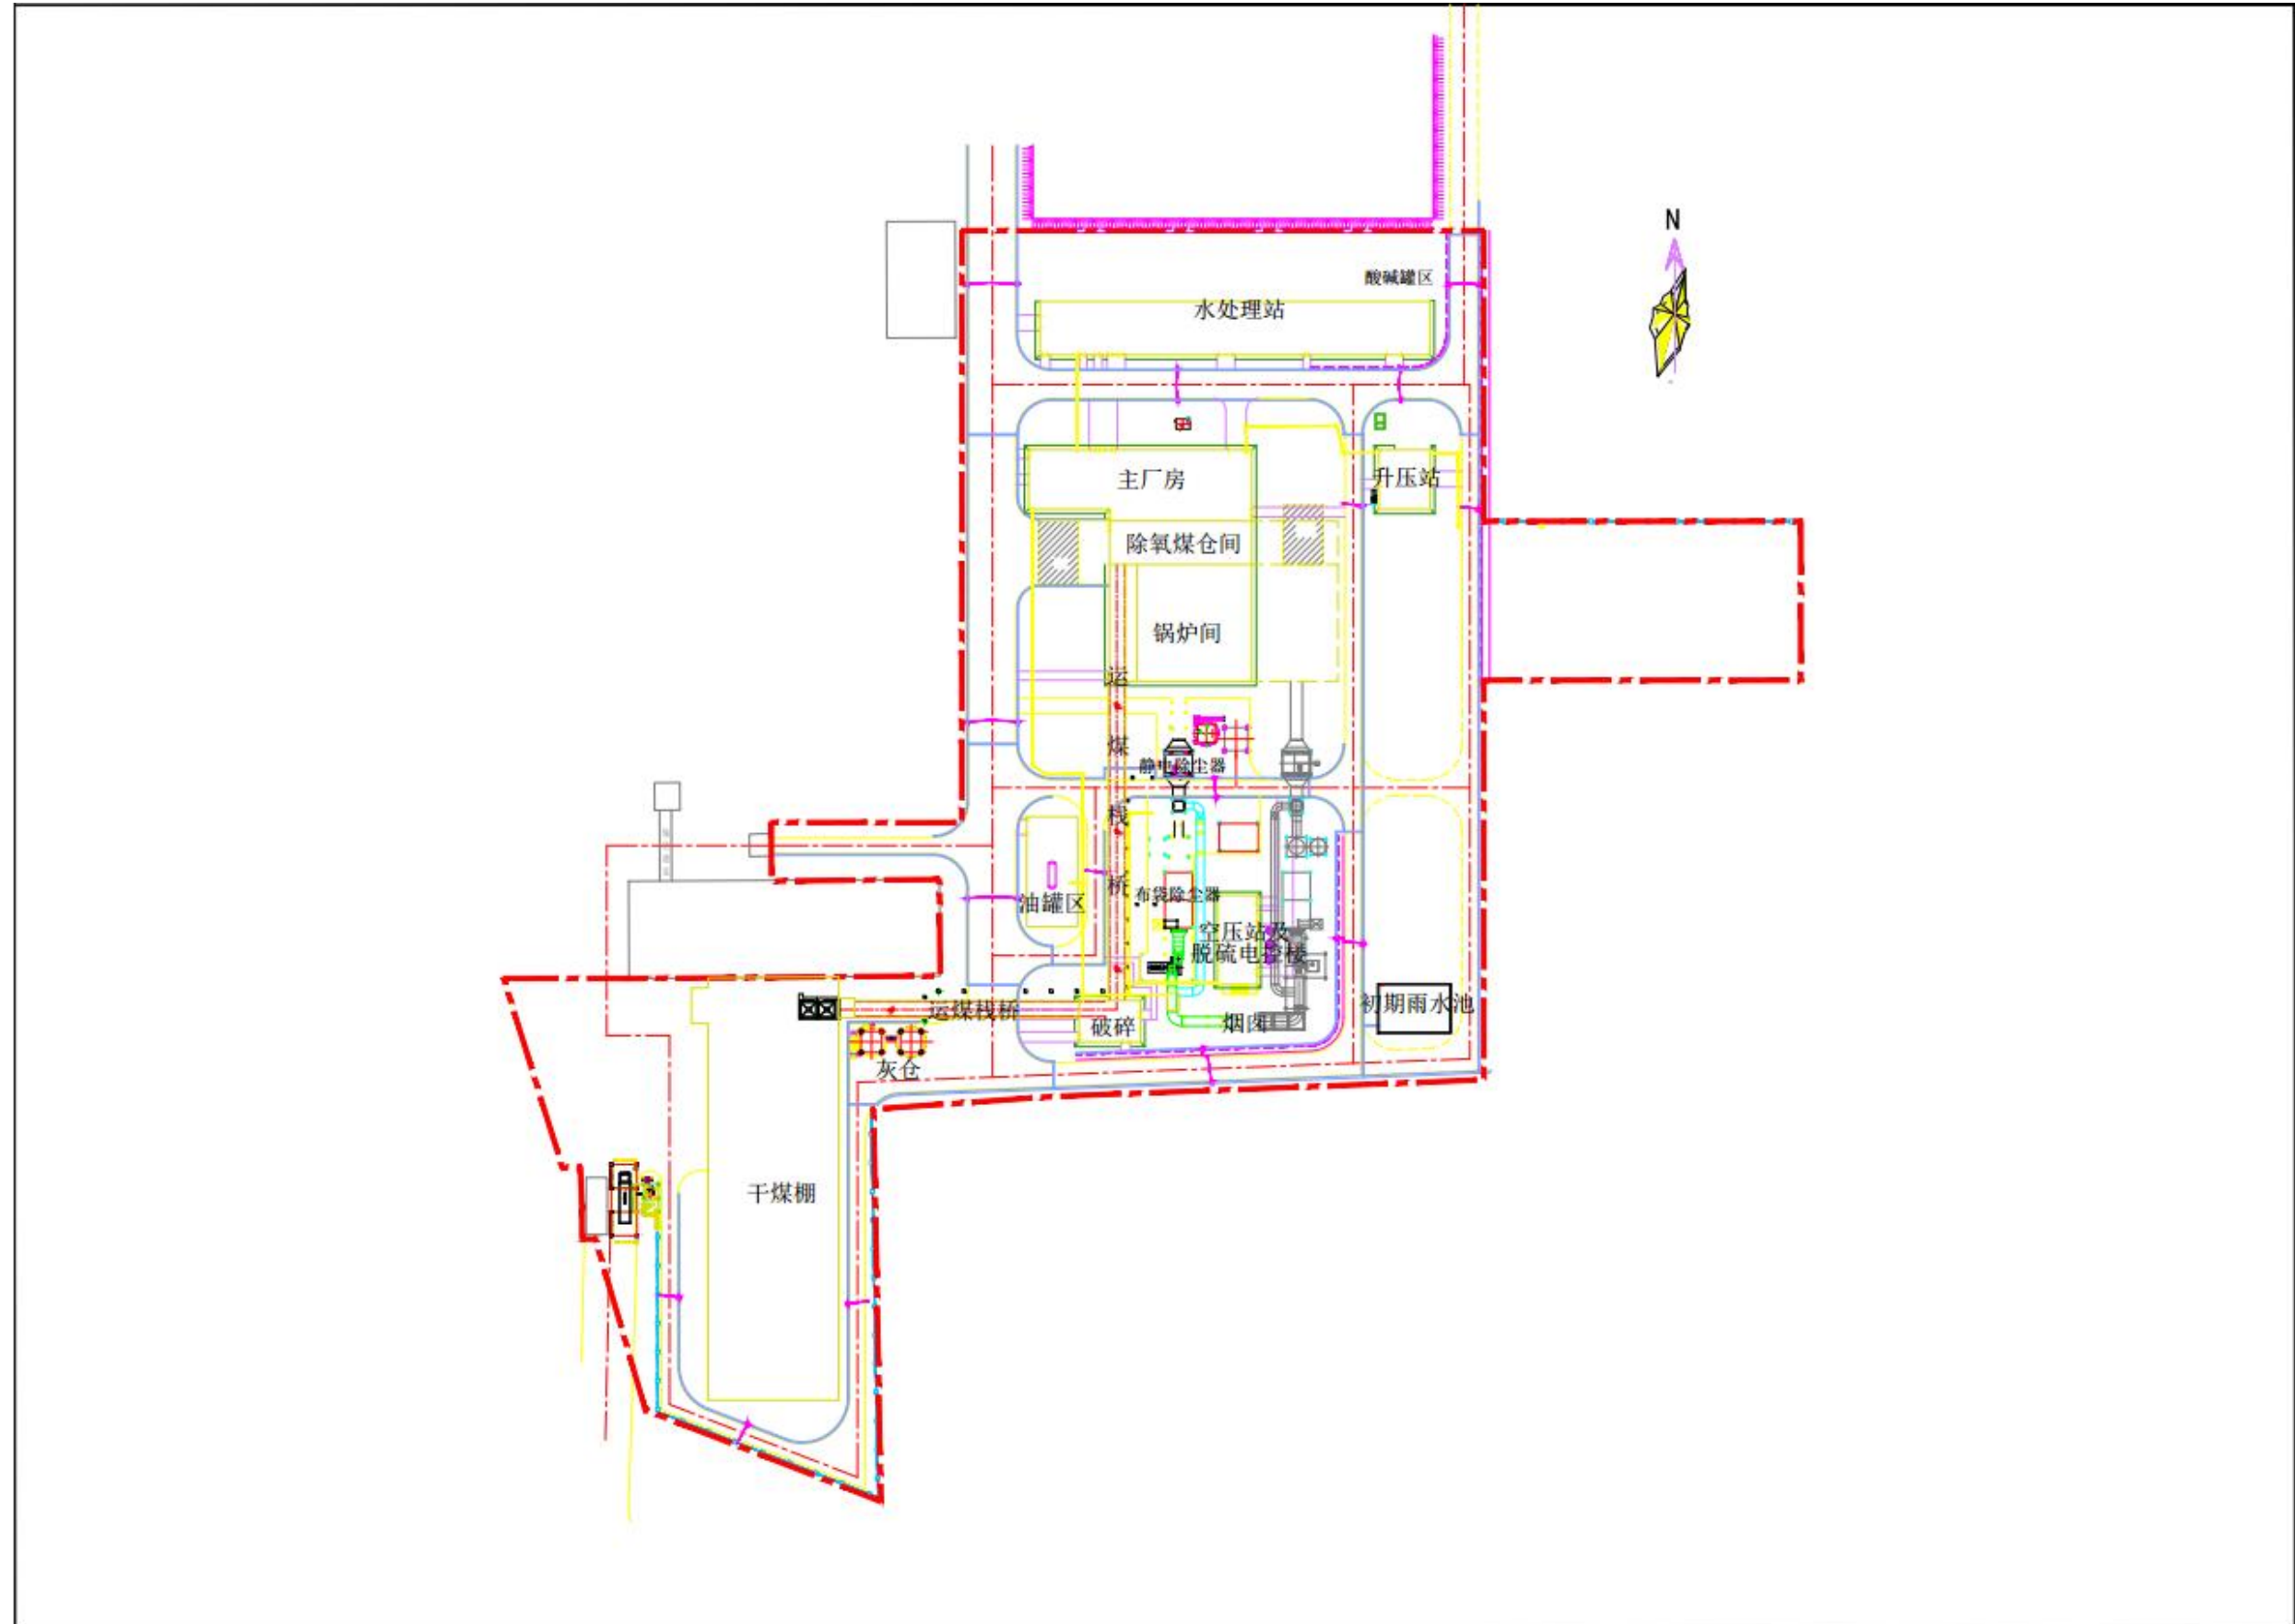 N
酸碱罐区
水处理站
主厂房
升压站
除氧煤仓间
锅炉间
运煤栈桥
静电除尘器
布袋除尘器
油罐区
空压站及
脱硫电控楼
初期雨水池
运煤栈桥
破碎
烟囱
灰仓
干煤棚